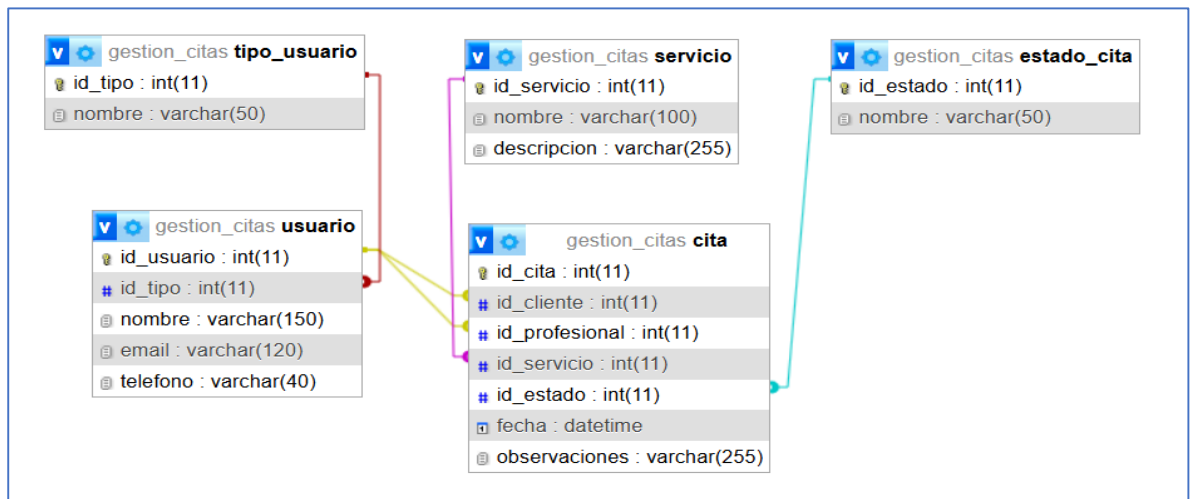 gestion_citas tipo_usuario
id_tipo : int(11)
nombre : varchar(50)
gestion_citas servicio
id_servicio : int(11)
nombre : varchar(100)
descripcion : varchar(255)
gestion_citas estado_cita
id_estado : int(11)
nombre : varchar(50)
gestion_citas usuario
id_usuario : int(11)
# id_tipo : int(11)
nombre : varchar(150)
email : varchar(120)
telefono : varchar(40)
gestion_citas cita
id_cita : int(11)
# id_cliente : int(11)
# id_profesional : int(11)
# id_servicio : int(11)
# id_estado : int(11)
fecha : datetime
observaciones : varchar(255)